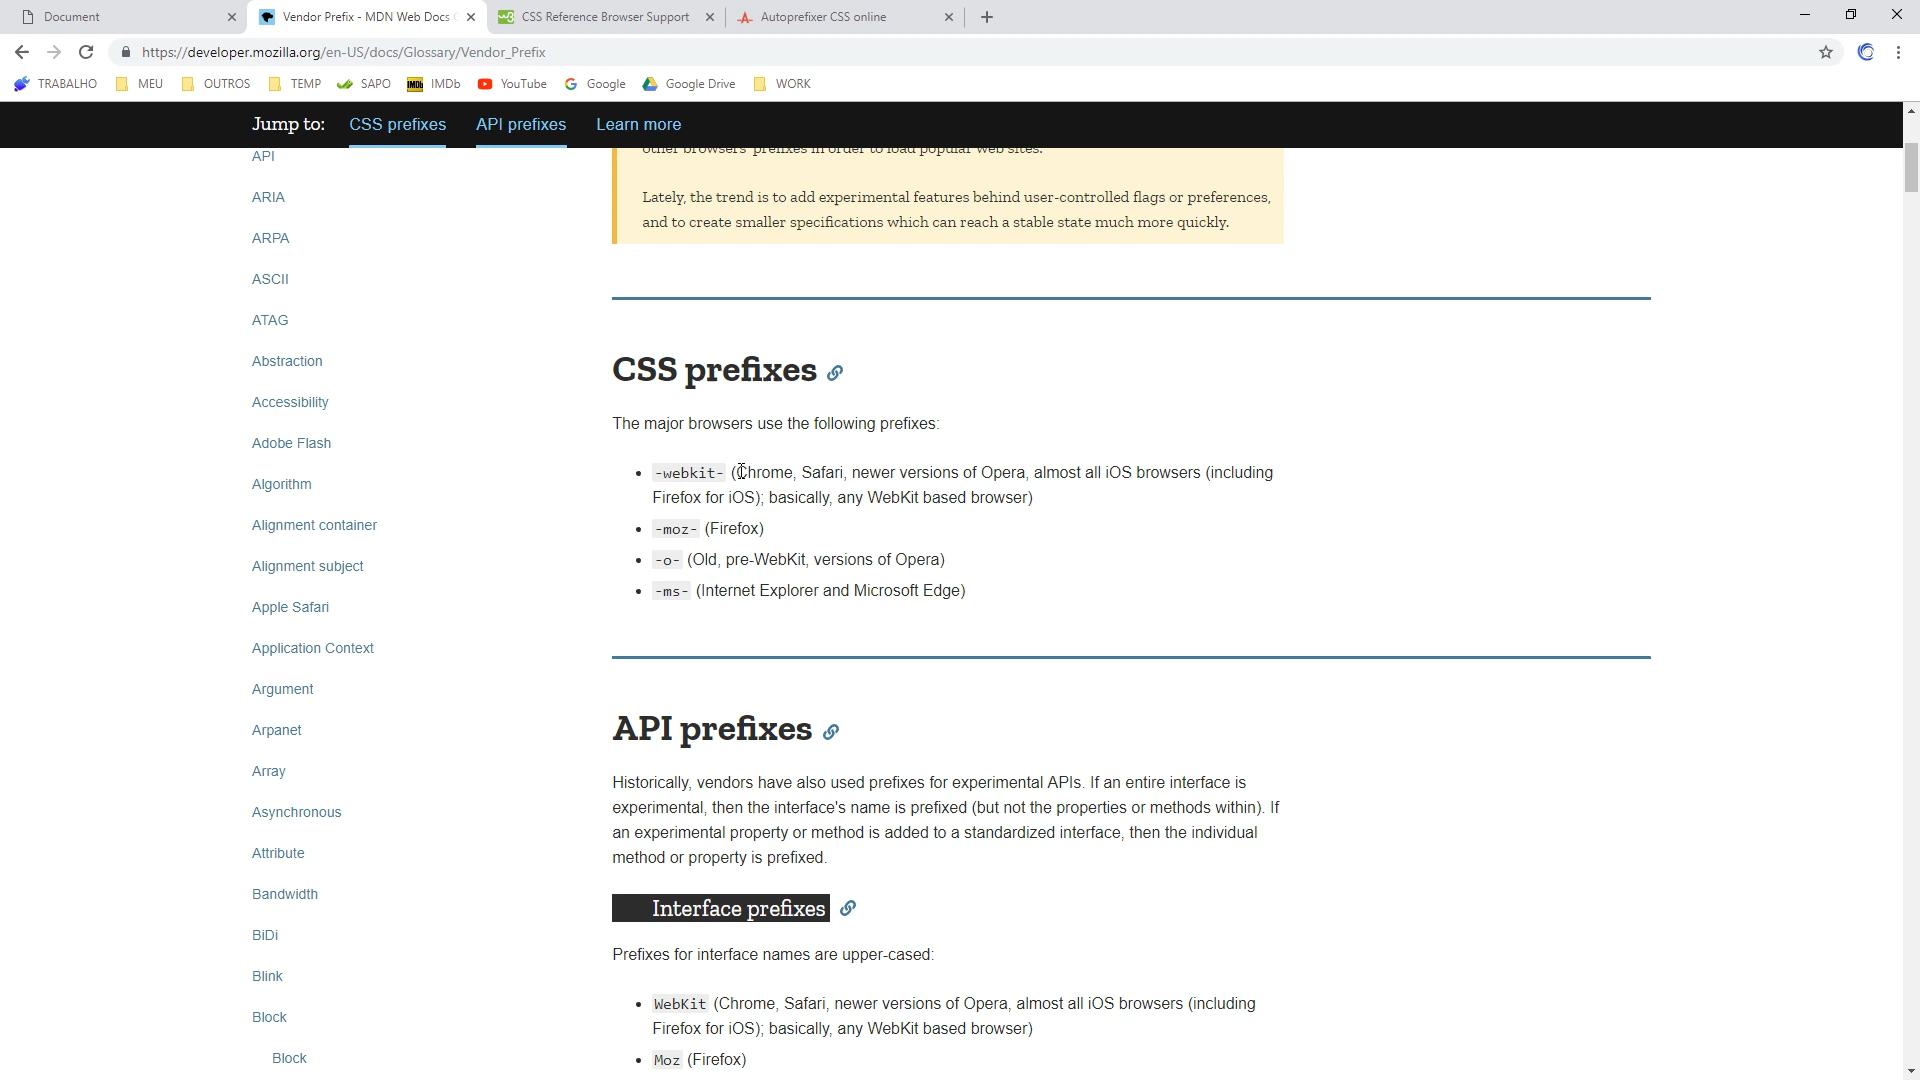 Document
Vendor Prefix - MDN Web Docs
CSS Reference Browser Support
Autoprefixer CSS online
https://developer.mozilla.org/en-US/docs/Glossary/Vendor_Prefix
TRABALHO
MEU
OUTROS
TEMP
SAPO
IMDb
IMDb
YouTube
Google
Google Drive
WORK
Jump to:
CSS prefixes
API prefixes
Learn more
API
ARIA
ARPA
ASCII
ATAG
Abstraction
Accessibility
Adobe Flash
Algorithm
Alignment container
Alignment subject
Apple Safari
Application Context
Argument
Arpanet
Array
Asynchronous
Attribute
Bandwidth
BiDi
Blink
Block
Block
other browsers' prefixes in order to load popular web sites.
Lately, the trend is to add experimental features behind user-controlled flags or preferences,
and to create smaller specifications which can reach a stable state much more quickly.
CSS prefixes
The major browsers use the following prefixes:
-webkit- (Chrome, Safari, newer versions of Opera, almost all iOS browsers (including
Firefox for iOS); basically, any WebKit based browser)
-moz- (Firefox)
-o- (Old, pre-WebKit, versions of Opera)
-ms- (Internet Explorer and Microsoft Edge)
API prefixes
Historically, vendors have also used prefixes for experimental APIs. If an entire interface is
experimental, then the interface's name is prefixed (but not the properties or methods within). If
an experimental property or method is added to a standardized interface, then the individual
method or property is prefixed.
Interface prefixes
Prefixes for interface names are upper-cased:
WebKit (Chrome, Safari, newer versions of Opera, almost all iOS browsers (including
Firefox for iOS); basically, any WebKit based browser)
Moz (Firefox)